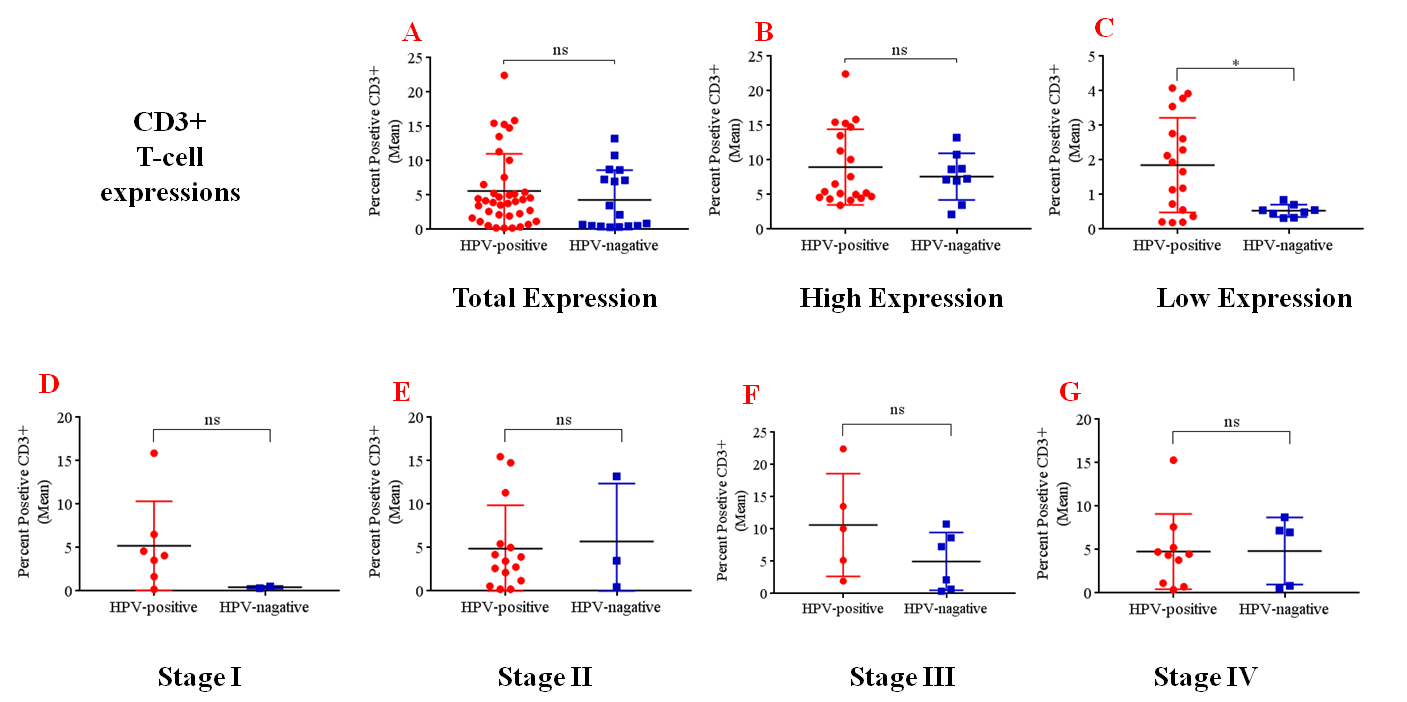 CD3+
T-cell
expressions
A
ns
Percent Posetive CD3+
(Mean)
25
20
15
10
5
0
HPV-positive
HPV-nagative
Total Expression
B
ns
Percent Posetive CD3+
(Mean)
25
20
15
10
5
0
HPV-positive
HPV-nagative
High Expression
C
*
Percent Posetive CD3+
(Mean)
5
4
3
2
1
0
HPV-positive
HPV-nagative
Low Expression
D
ns
Percent Posetive CD3+
(Mean)
20
15
10
5
0
HPV-positive
HPV-nagative
Stage I
E
ns
Percent Posetive CD3+
(Mean)
20
15
10
5
0
HPV-positive
HPV-nagative
Stage II
F
ns
Percent Posetive CD3+
(Mean)
25
20
15
10
5
0
HPV-positive
HPV-nagative
Stage III
G
ns
Percent Posetive CD3+
(Mean)
20
15
10
5
0
HPV-positive
HPV-nagative
Stage IV